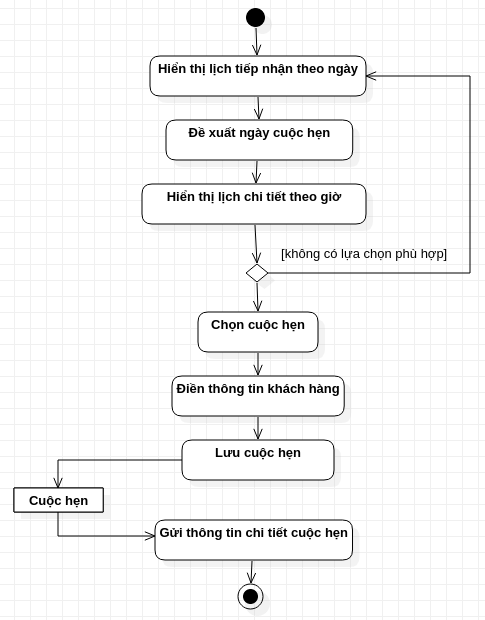 Hiển thị lịch tiếp nhận theo ngày
Đề xuất ngày cuộc hẹn
Hiển thị lịch chi tiết theo giờ
[không có lựa chọn phù hợp]
Chọn cuộc hẹn
Điền thông tin khách hàng
Lưu cuộc hẹn
Cuộc hẹn
Gửi thông tin chi tiết cuộc hẹn